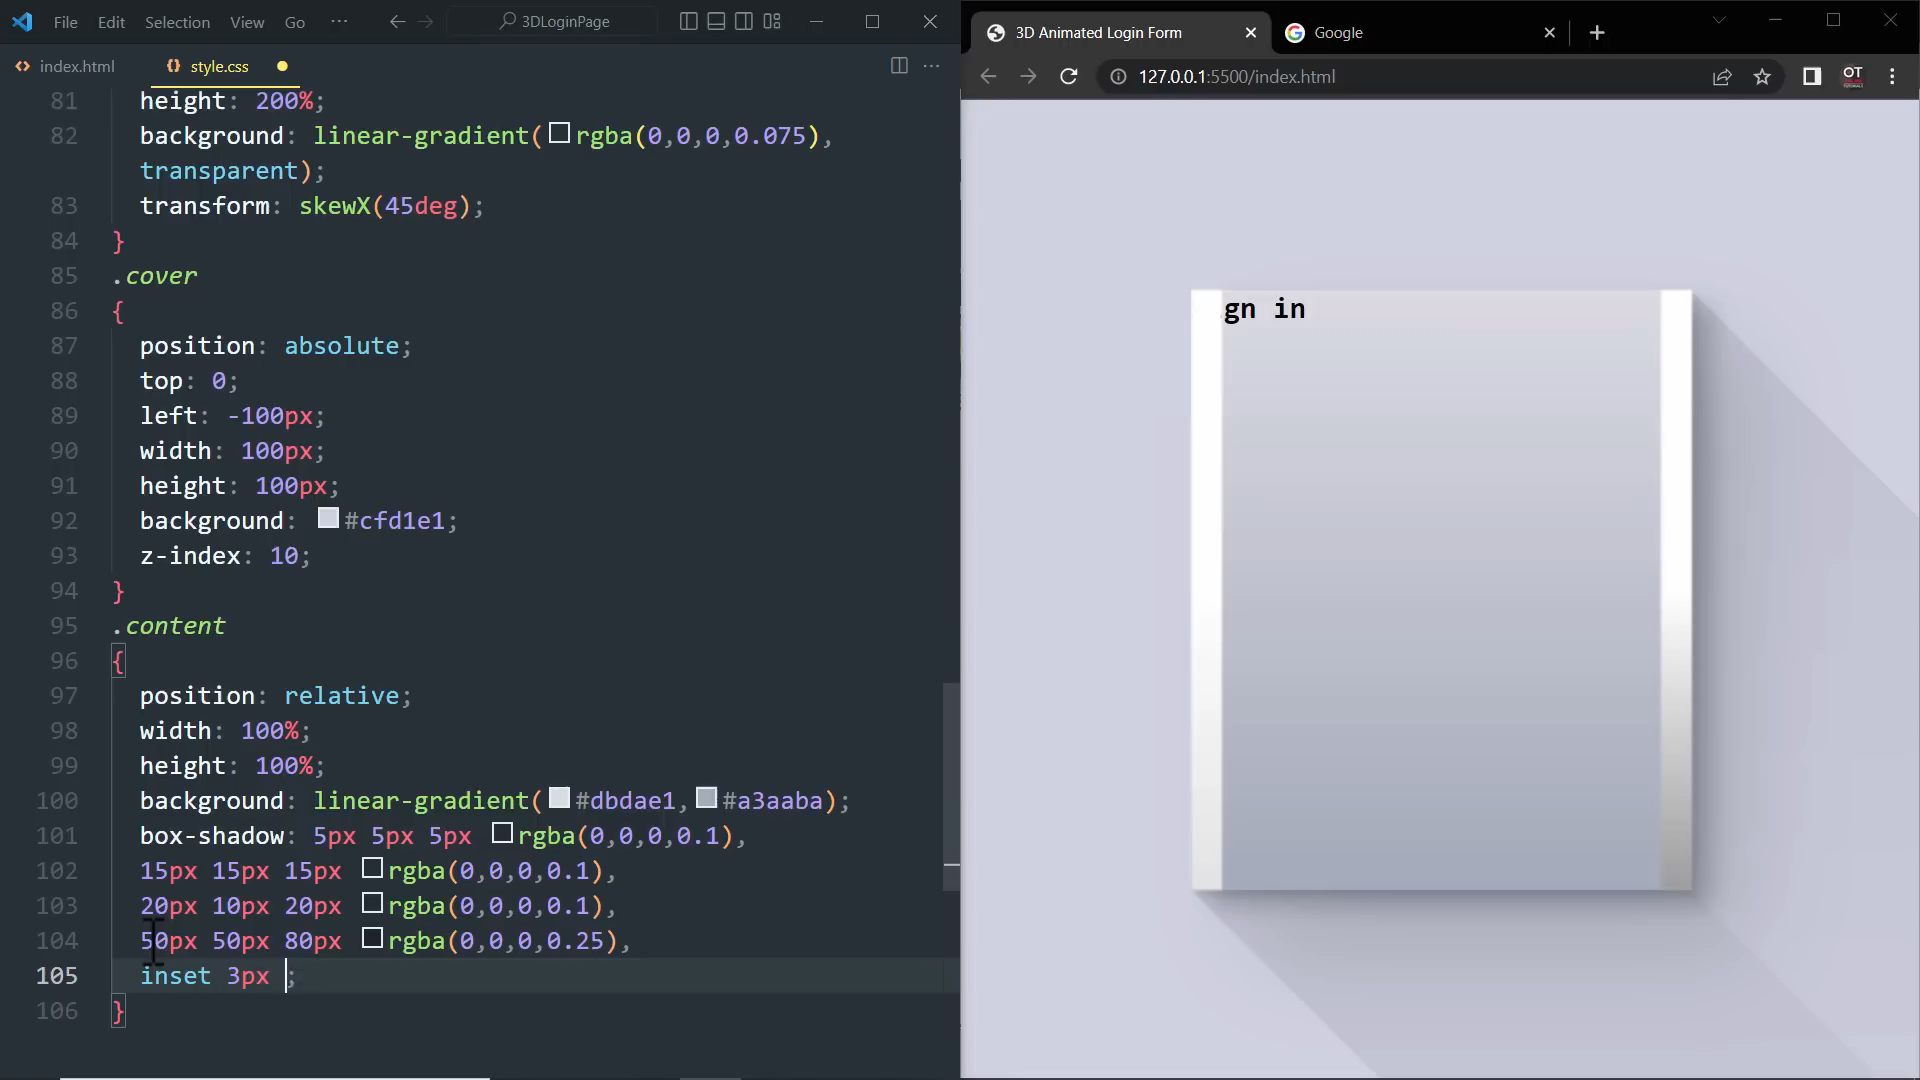 File Edit Selection View Go ··· 3DLoginPage
index.html style.css
81 height: 200%;
82 background: linear-gradient(rgba(0,0,0,0.075),
transparent);
83 transform: skewX(45deg);
84 }
85 .cover
86 {
87 position: absolute;
88 top: 0;
89 left: -100px;
90 width: 100px;
91 height: 100px;
92 background: #cfd1e1;
93 z-index: 10;
94 }
95 .content
96 {
97 position: relative;
98 width: 100%;
99 height: 100%;
100 background: linear-gradient(#dbdae1,#a3aaba);
101 box-shadow: 5px 5px 5px rgba(0,0,0,0.1),
102 15px 15px 15px rgba(0,0,0,0.1),
103 20px 10px 20px rgba(0,0,0,0.1),
104 50px 50px 80px rgba(0,0,0,0.25),
105 inset 3px ;
106 }
3D Animated Login Form Google
127.0.0.1:5500/index.html OT
gn in